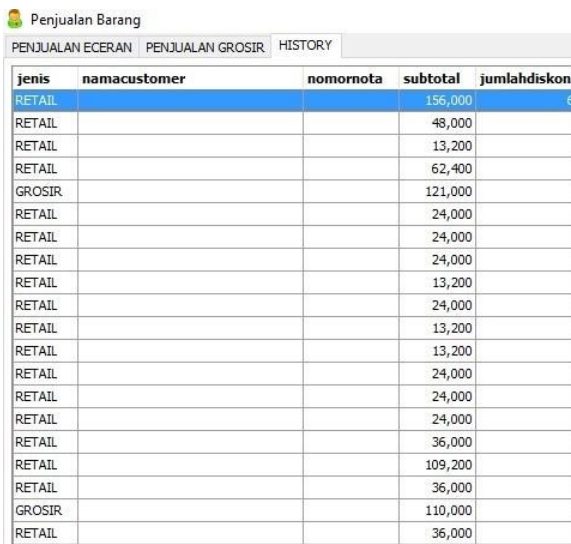 Penjualan Barang
PENJUALAN ECERAN PENJUALAN GROSIR HISTORY
jenis namacustomer nomornota subtotal jumlahdiskon
RETAIL 156,000 6
RETAIL 48,000
RETAIL 13,200
RETAIL 62,400
GROSIR 121,000
RETAIL 24,000
RETAIL 24,000
RETAIL 24,000
RETAIL 13,200
RETAIL 24,000
RETAIL 13,200
RETAIL 13,200
RETAIL 24,000
RETAIL 24,000
RETAIL 24,000
RETAIL 36,000
RETAIL 109,200
RETAIL 36,000
GROSIR 110,000
RETAIL 36,000